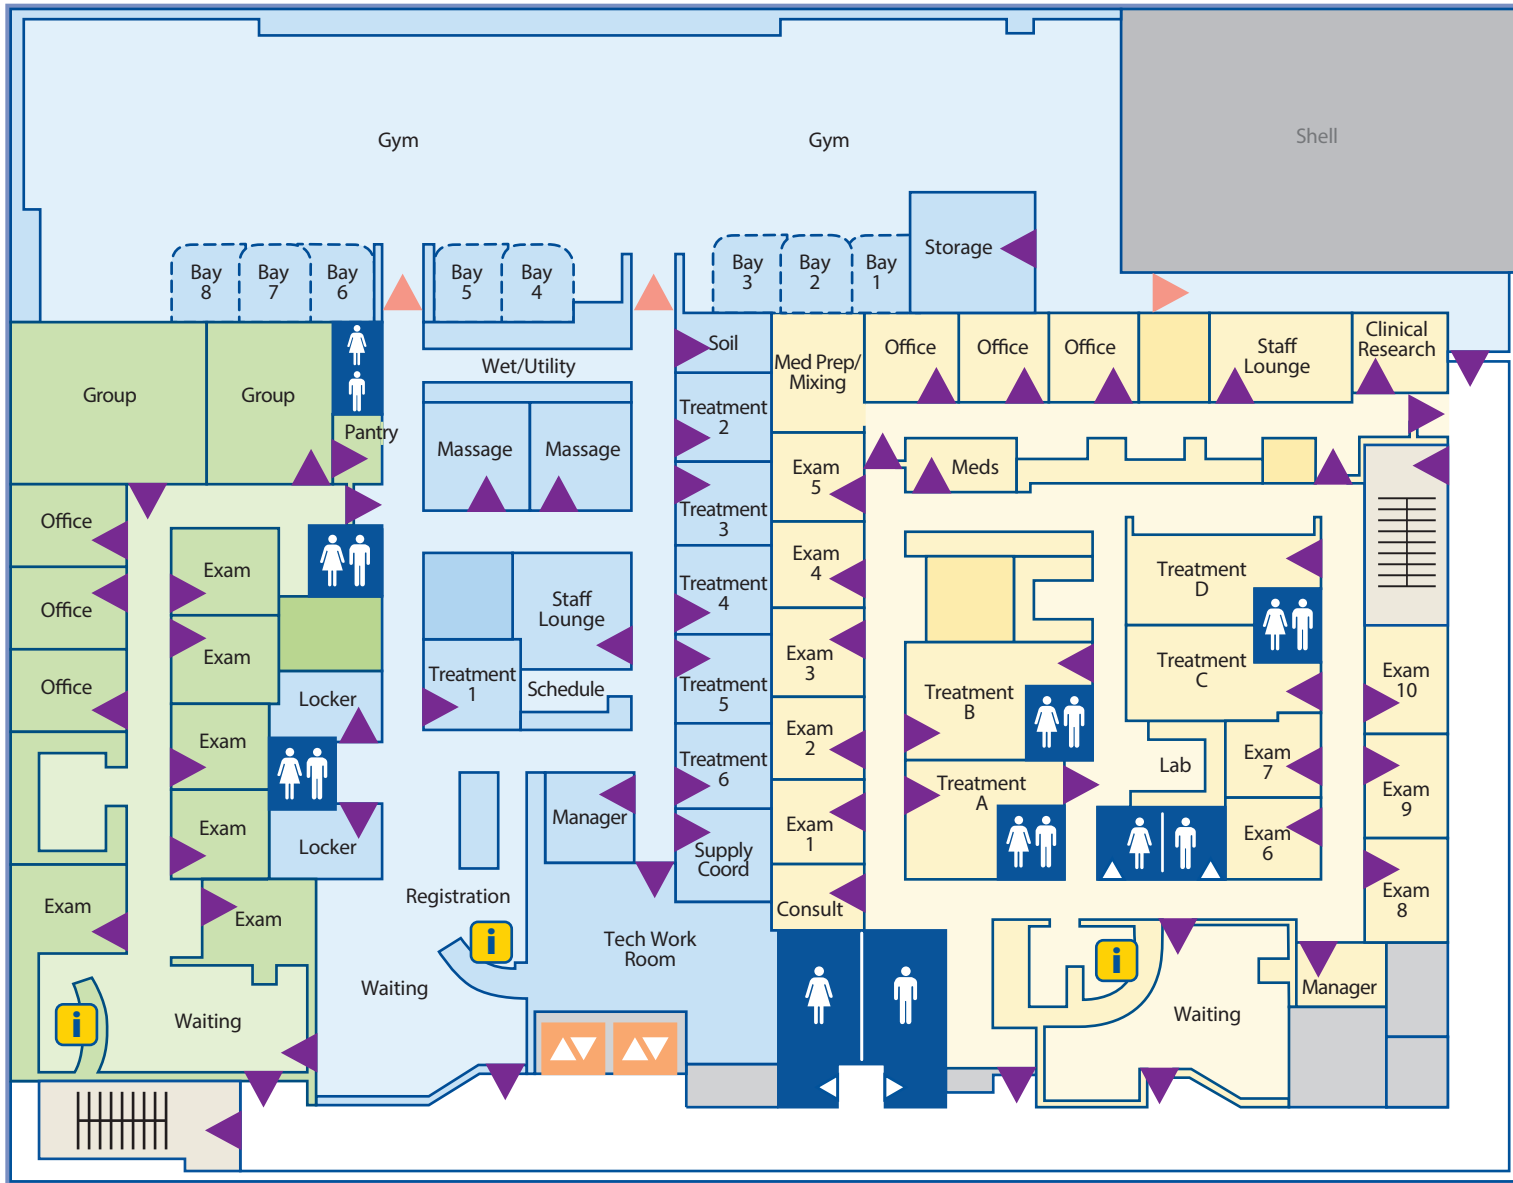 Gym
Gym
Shell
Bay
8
Bay
7
Bay
6
Bay
5
Bay
4
Bay
3
Bay
2
Bay
1
Storage
Group
Group
Pantry
Wet/Utility
Soil
Med Prep/
Mixing
Office
Office
Office
Staff
Lounge
Clinical
Research
Massage
Massage
Treatment
2
Exam
5
Meds
Office
Exam
Treatment
3
Office
Exam
Staff
Lounge
Treatment
4
Exam
4
Treatment
D
Office
Locker
Treatment
1
Schedule
Treatment
5
Exam
3
Treatment
B
Treatment
C
Exam
10
Exam
Treatment
6
Exam
2
Lab
Exam
7
Exam
9
Exam
Locker
Manager
Supply
Coord
Exam
1
Treatment
A
Exam
6
Exam
8
Exam
Exam
Registration
Consult
Tech Work
Room
Waiting
Waiting
Waiting
Manager
i
i
i